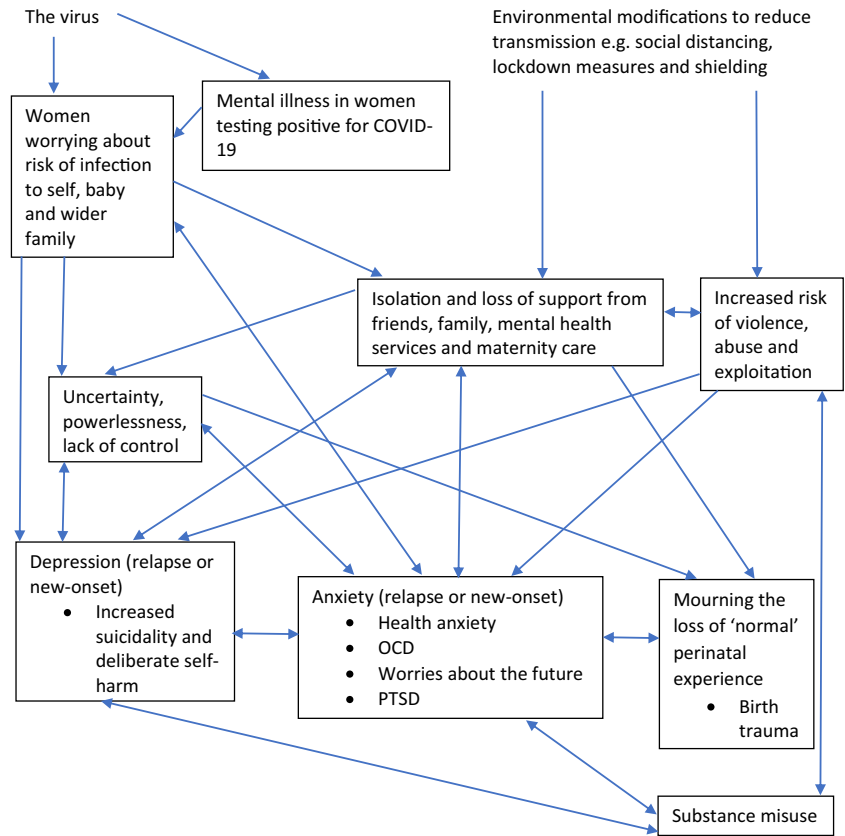 The virus
Environmental modifications to reduce
transmission e.g. social distancing,
lockdown measures and shielding
Women
worrying about
risk of infection
to self, baby
and wider
family
Mental illness in women
testing positive for COVID-
19
Isolation and loss of support from
friends, family, mental health
services and maternity care
Increased risk
of violence,
abuse and
exploitation
Uncertainty,
powerlessness,
lack of control
Depression (relapse or
new-onset)
• Increased
suicidality and
deliberate self-
harm
Anxiety (relapse or new-onset)
• Health anxiety
• OCD
• Worries about the future
• PTSD
Mourning the
loss of ‘normal’
perinatal
experience
• Birth
trauma
Substance misuse